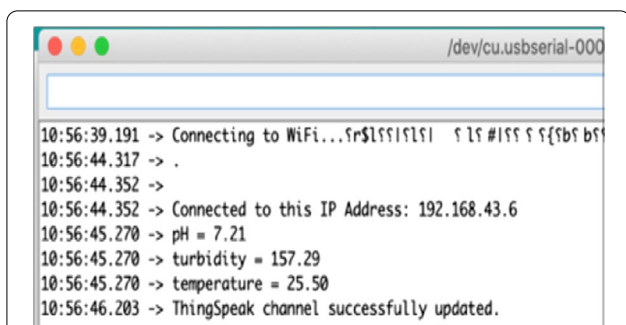 /dev/cu.usbserial-000
10:56:39.191 -> Connecting to WiFi...
10:56:44.317 -> .
10:56:44.352 ->
10:56:44.352 -> Connected to this IP Address: 192.168.43.6
10:56:45.270 -> pH = 7.21
10:56:45.270 -> turbidity = 157.29
10:56:45.270 -> temperature = 25.50
10:56:46.203 -> ThingSpeak channel successfully updated.